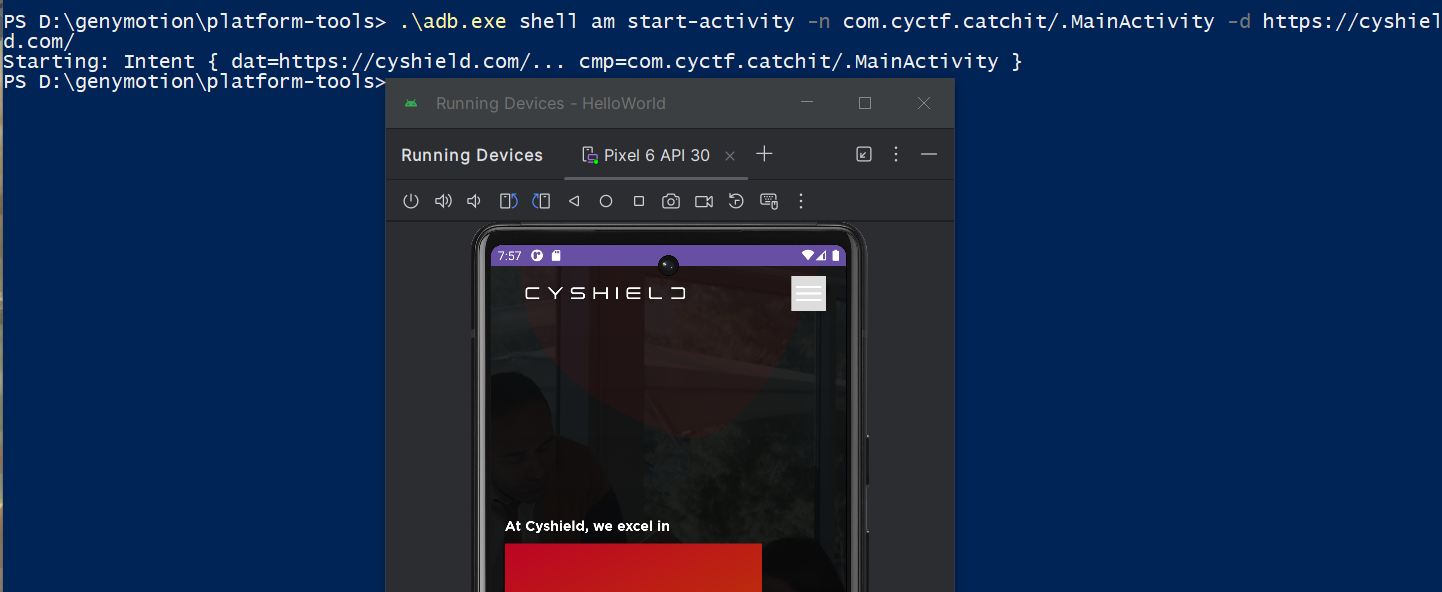 PS D:\genymotion\platform-tools> .\adb.exe shell am start-activity -n com.cyctf.catchit/.MainActivity -d https://cyshiel
d.com/
Starting: Intent { dat=https://cyshield.com/... cmp=com.cyctf.catchit/.MainActivity }
PS D:\genymotion\platform-tools>
Running Devices - HelloWorld
Running Devices
Pixel 6 API 30
7:57
CYSHIELD
At Cyshield, we excel in